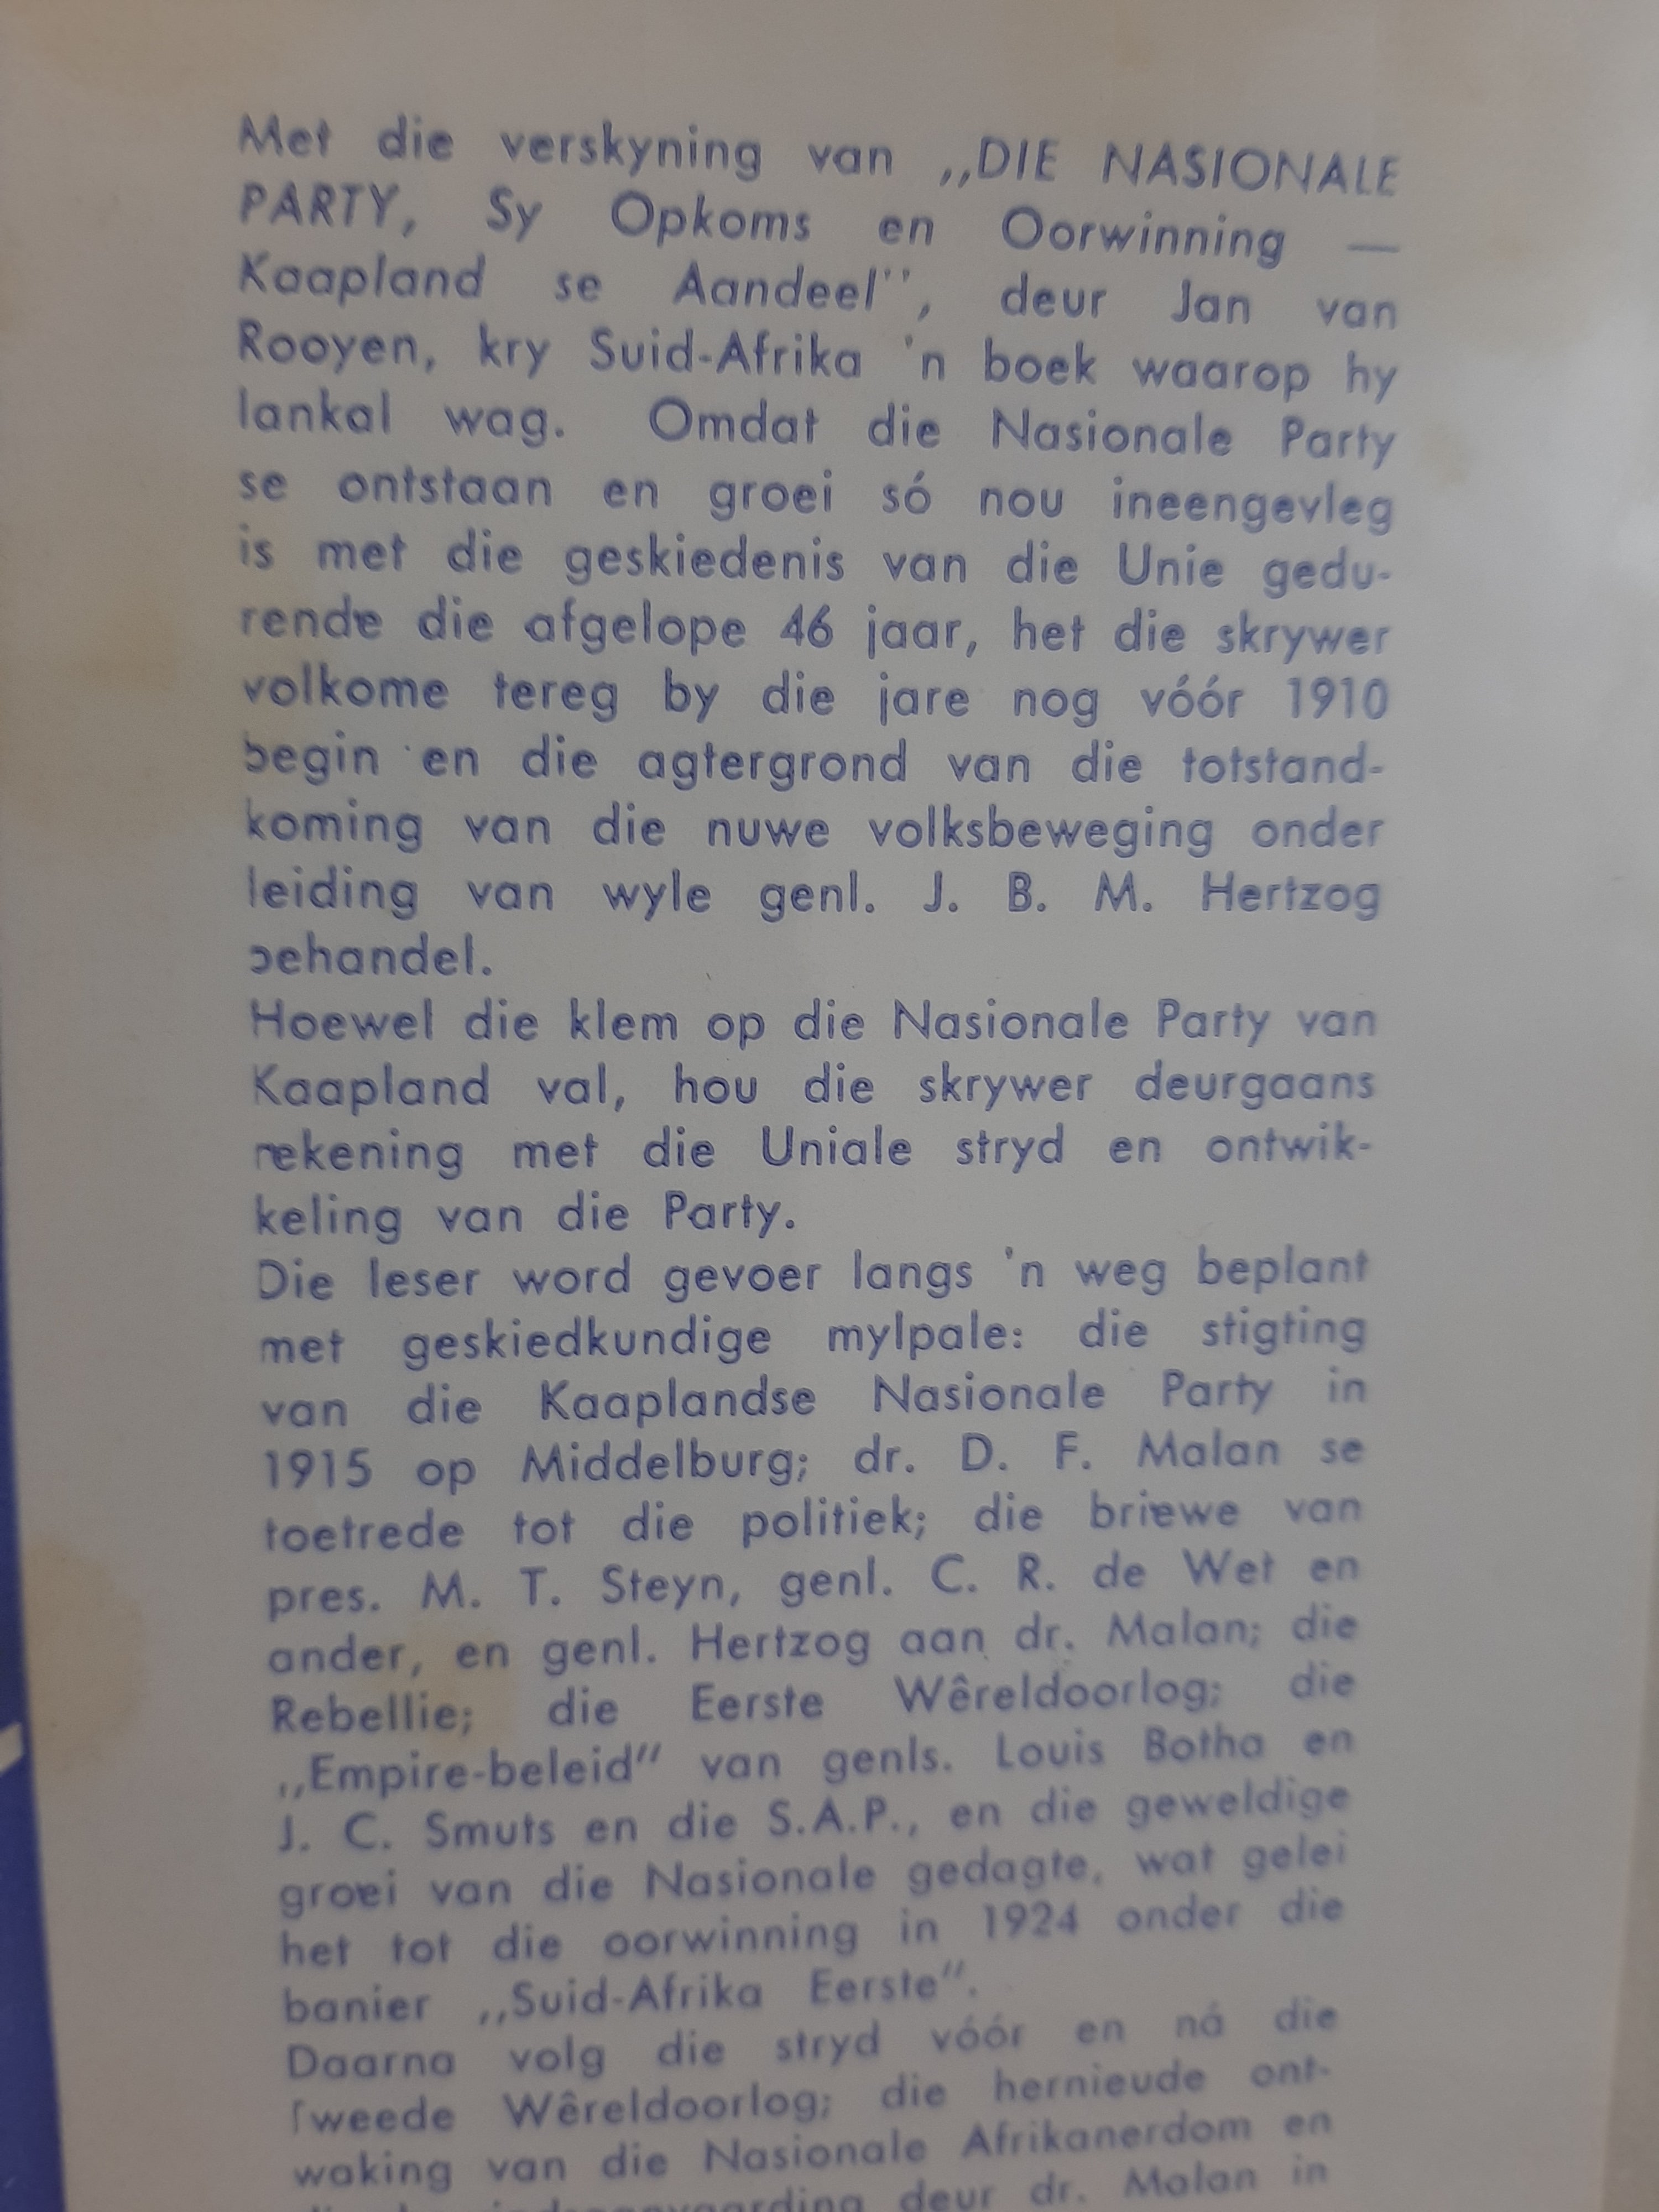 Met die verskyning van „DIE NASIONALE
PARTY, Sy Opkoms en Oorwinning —
Kaapland se Aandeel", deur Jan van
Rooyen, kry Suid-Afrika 'n boek waarop hy
lankal wag. Omdat die Nasionale Party
se ontstaan en groei só nou ineengevleg
is met die geskiedenis van die Unie gedu-
rende die afgelope 46 jaar, het die skrywer
volkome tereg by die jare nog vóór 1910
begin en die agtergrond van die totstand-
koming van die nuwe volksbeweging onder
leiding van wyle genl. J. B. M. Hertzog
behandel.
Hoewel die klem op die Nasionale Party van
Kaapland val, hou die skrywer deurgaans
rekening met die Uniale stryd en ontwik-
keling van die Party.
Die leser word gevoer langs 'n weg beplant
met geskiedkundige mylpale: die stigting
van die Kaaplandse Nasionale Party in
1915 op Middelburg; dr. D. F. Malan se
toetrede tot die politiek; die briewe van
pres. M. T. Steyn, genl. C. R. de Wet en
ander, en genl. Hertzog aan dr. Malan; die
Rebellie; die Eerste Wêreldoorlog; die
„Empire-beleid" van genls. Louis Botha en
J. C. Smuts en die S.A.P., en die geweldige
groei van die Nasionale gedagte, wat gelei
het tot die oorwinning in 1924 onder die
banier „Suid-Afrika Eerste".
Daarna volg die stryd vóór en ná die
Tweede Wêreldoorlog; die hernieude ont-
waking van die Nasionale Afrikanerdom en
deur dr. Malan in